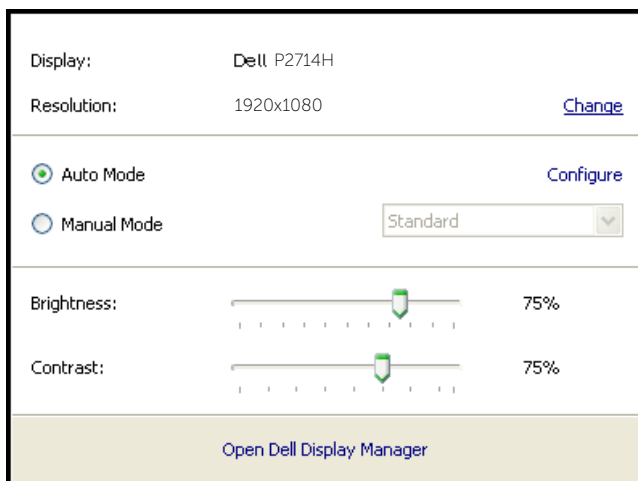 Display: Dell P2714H
Resolution: 1920x1080 Change
Auto Mode Configure
Manual Mode Standard
Brightness: 75%
Contrast: 75%
Open Dell Display Manager